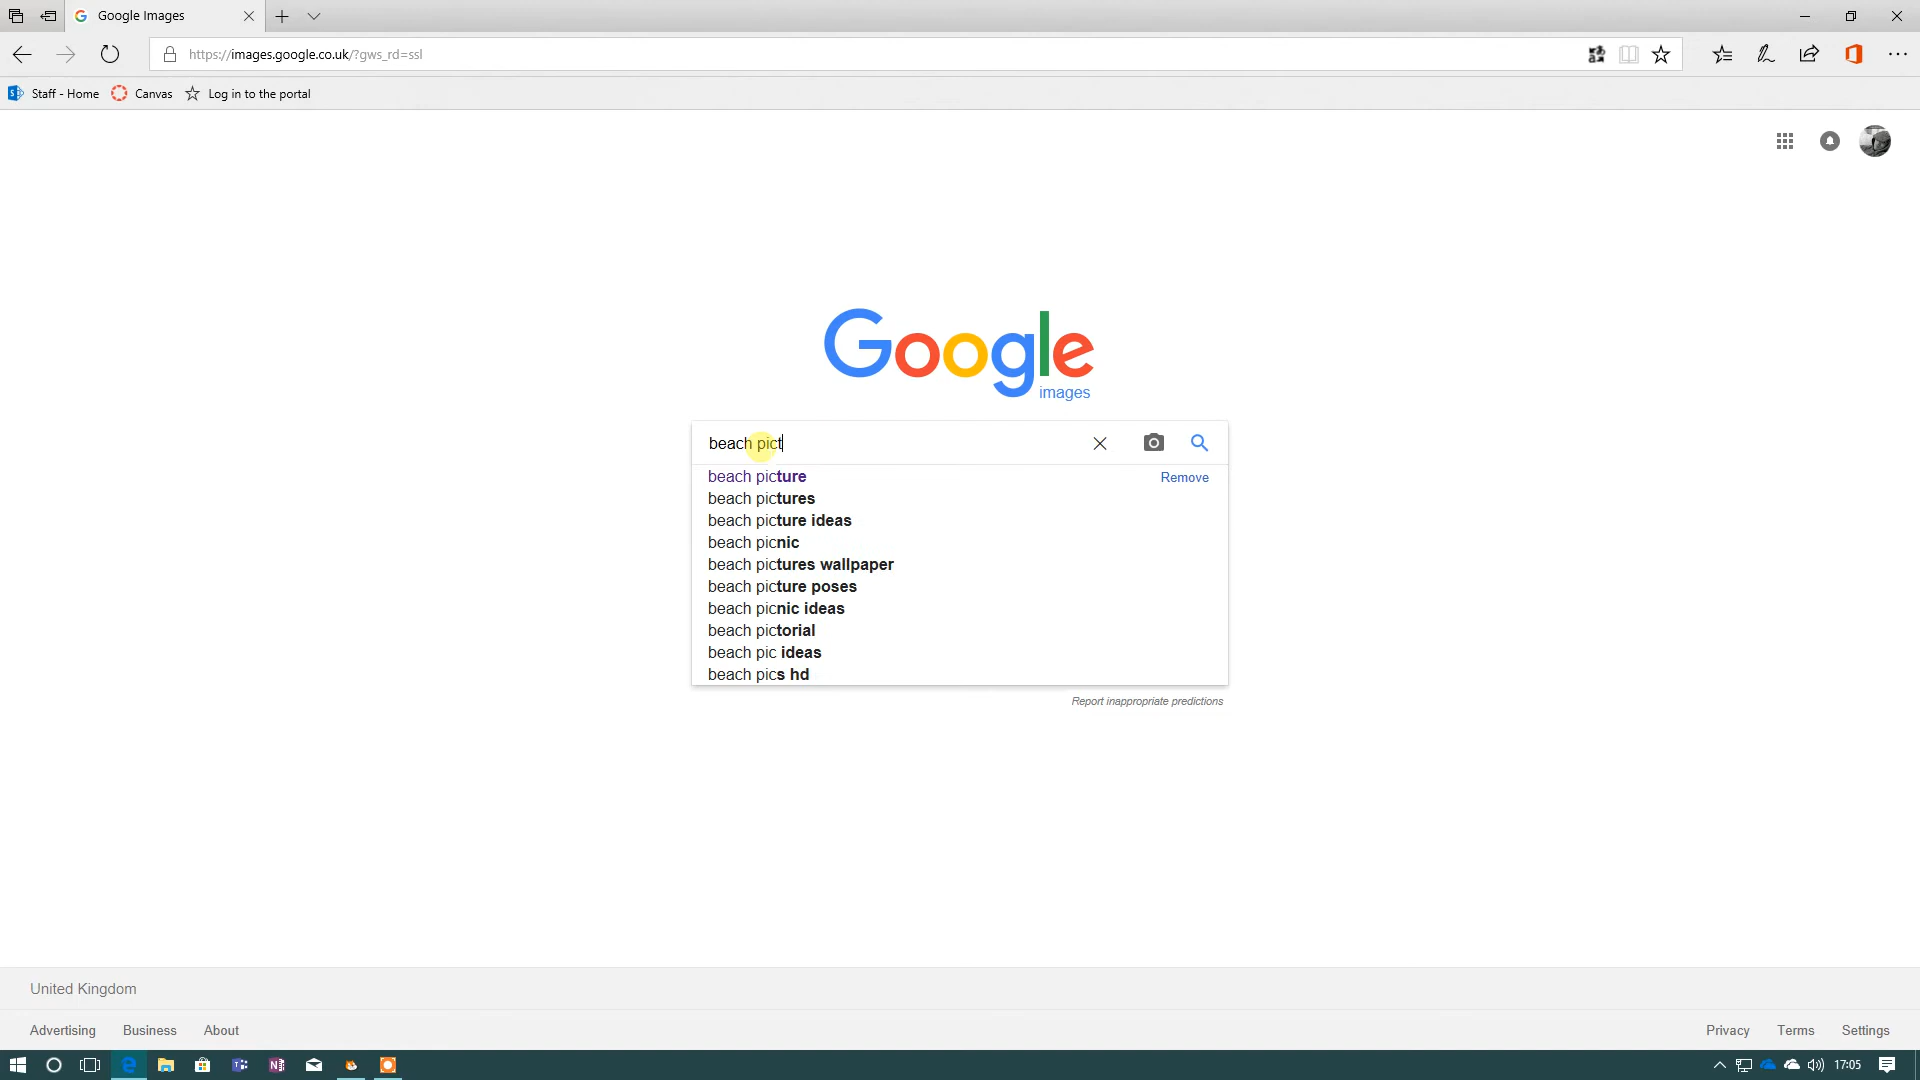 Google Images
https://images.google.co.uk/?gws_rd=ssl
Staff - Home
Canvas
Log in to the portal
Google
images
beach pict
beach picture
Remove
beach pictures
beach picture ideas
beach picnic
beach pictures wallpaper
beach picture poses
beach picnic ideas
beach pictorial
beach pic ideas
beach pics hd
Report inappropriate predictions
United Kingdom
Advertising
Business
About
Privacy
Terms
Settings
17:05